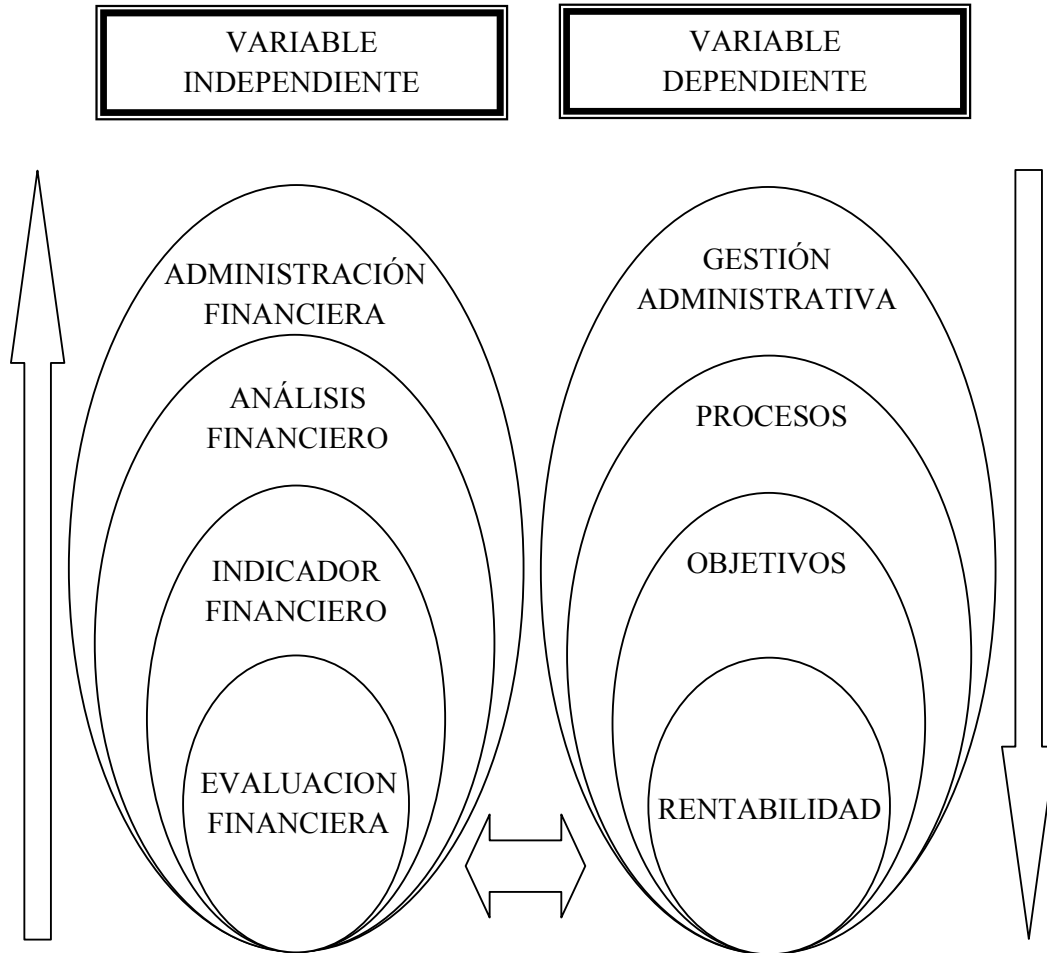 VARIABLE
INDEPENDIENTE
VARIABLE
DEPENDIENTE
ADMINISTRACIÓN
FINANCIERA
ANÁLISIS
FINANCIERO
INDICADOR
FINANCIERO
EVALUACION
FINANCIERA
GESTIÓN
ADMINISTRATIVA
PROCESOS
OBJETIVOS
RENTABILIDAD